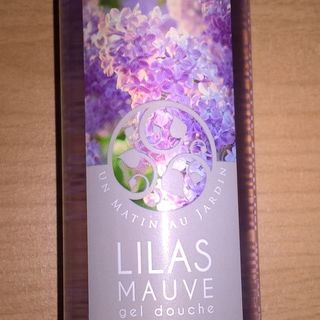 UN MATIN AU JARDIN
LILAS
MAUVE
gel douche